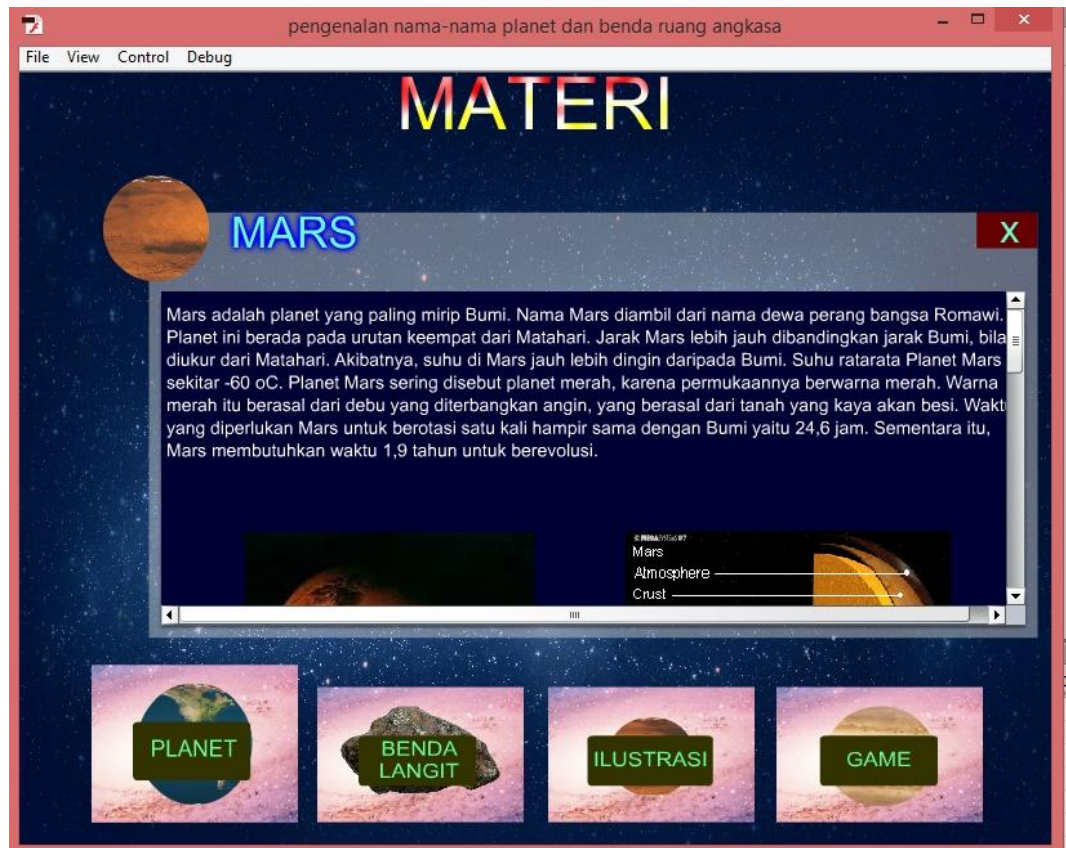 pengenalan nama-nama planet dan benda ruang angkasa
File View Control Debug
MATERI
MARS
X
Mars adalah planet yang paling mirip Bumi. Nama Mars diambil dari nama dewa perang bangsa Romawi.
Planet ini berada pada urutan keempat dari Matahari. Jarak Mars lebih jauh dibandingkan jarak Bumi, bila
diukur dari Matahari. Akibatnya, suhu di Mars jauh lebih dingin daripada Bumi. Suhu ratarata Planet Mars
sekitar -60 oC. Planet Mars sering disebut planet merah, karena permukaannya berwarna merah. Warna
merah itu berasal dari debu yang diterbangkan angin, yang berasal dari tanah yang kaya akan besi. Waktu
yang diperlukan Mars untuk berotasi satu kali hampir sama dengan Bumi yaitu 24,6 jam. Sementara itu,
Mars membutuhkan waktu 1,9 tahun untuk berevolusi.
Mars
Atmosphere
Crust
PLANET
BENDA
LANGIT
ILUSTRASI
GAME